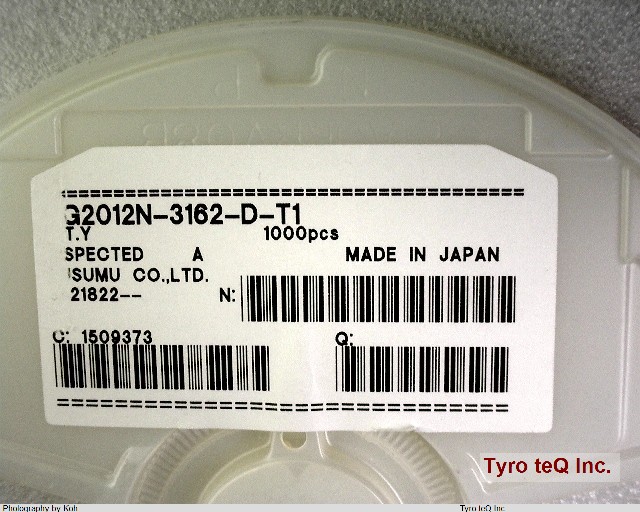 G2012N-3162-D-T1
T.Y 1000pcs
SPECTED A MADE IN JAPAN
SUMU CO.,LTD.
21822-- N:
C: 1509373 Q:
Tyro teQ Inc.
Photography by Koh Tyro teQ Inc